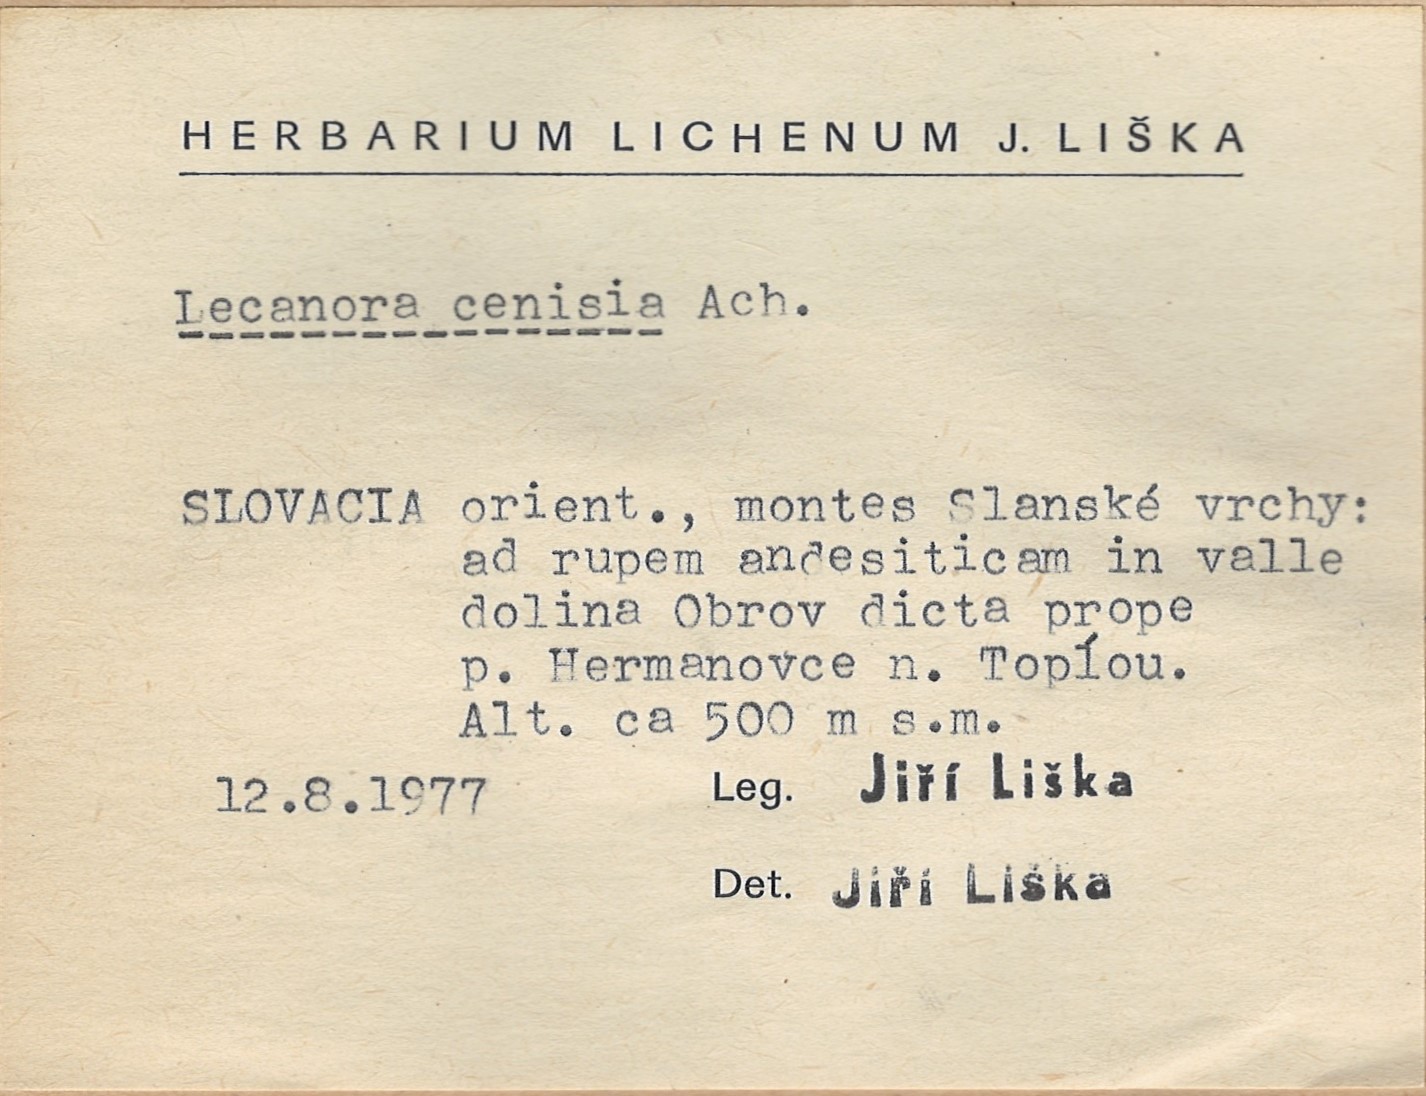 HERBARIUM LICHENUM J. LIŠKA
Lecanora cenisia Ach.
SLOVACIA orient., montes Slanské vrchy:
ad rupem andesiticam in valle
dolina Obrov dicta prope
p. Hermanovce n. Topĺou.
Alt. ca 500 m s.m.
12.8.1977 Leg. Jiří Liška
Det. Jiří Liška